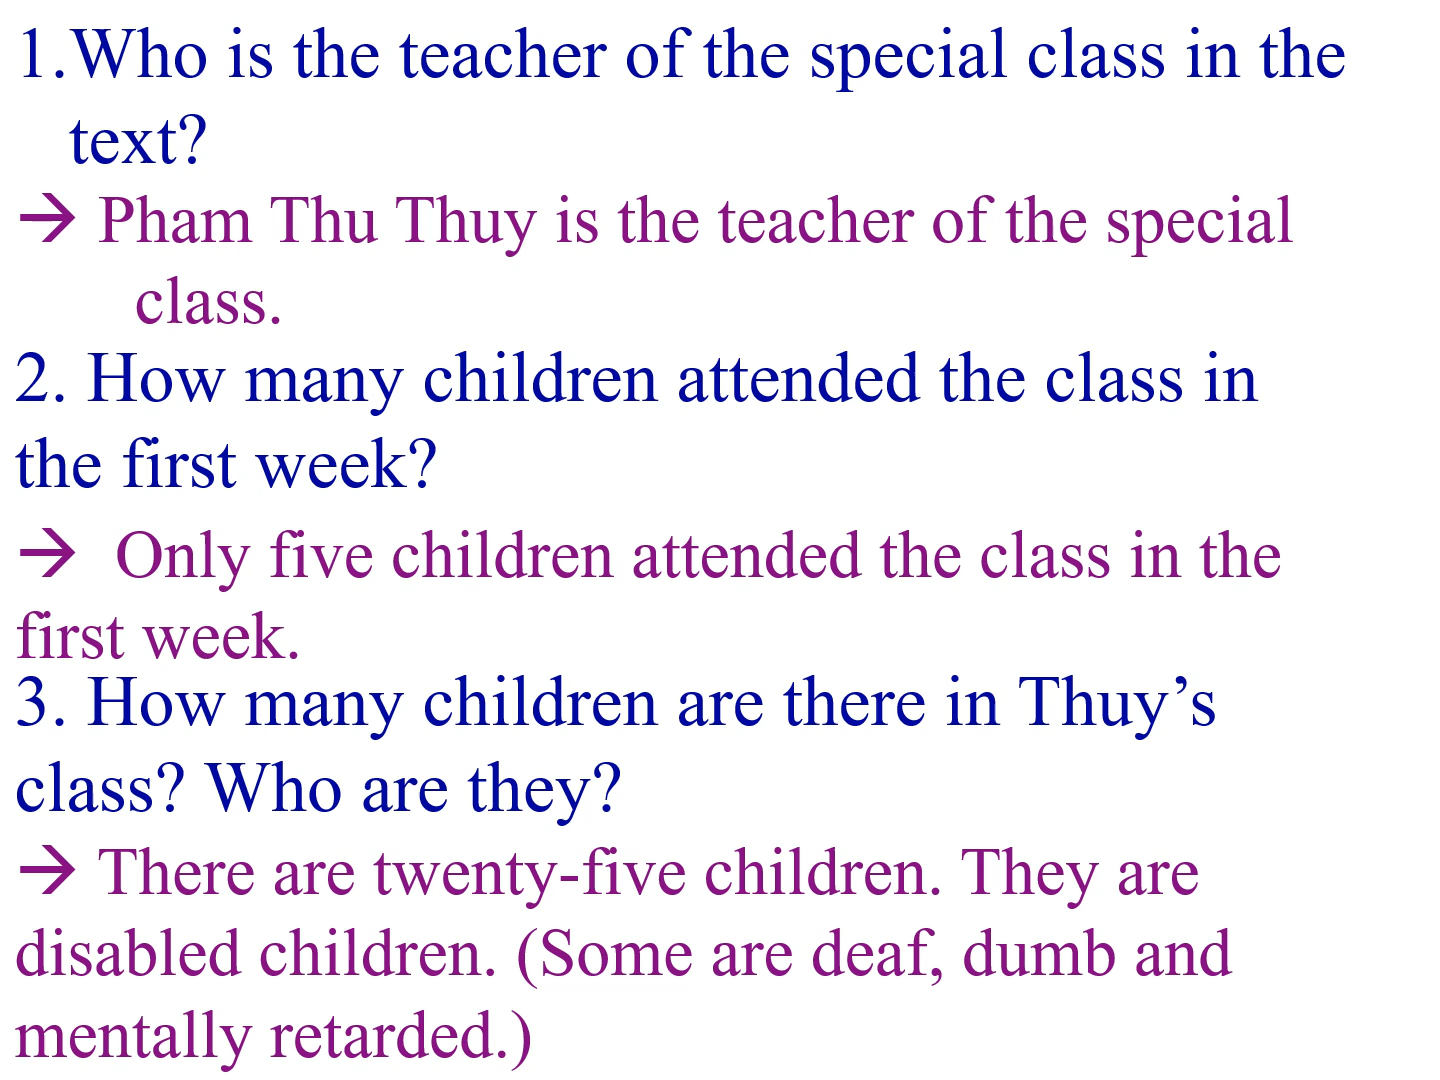 1.Who is the teacher of the special class in the
text?
→ Pham Thu Thuy is the teacher of the special
class.
2. How many children attended the class in
the first week?
→ Only five children attended the class in the
first week.
3. How many children are there in Thuy’s
class? Who are they?
→ There are twenty-five children. They are
disabled children. (Some are deaf, dumb and
mentally retarded.)